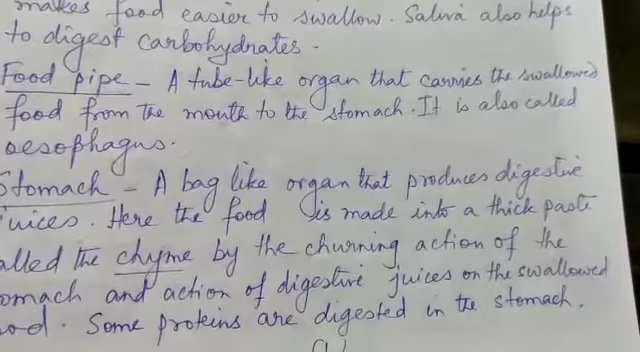 makes food easier to swallow. Saliva also helps
to digest carbohydrates -
Food pipe - A tube-like organ that carries the swallowed
food from the mouth to the stomach. It is also called
oesophagus.
Stomach - A bag like organ that produces digestive
juices. Here the food is made into a thick paste
alled the chyme by the churning action of the
omach and action of digestive juices on the swallowed
ood. Some proteins are digested in the stomach.